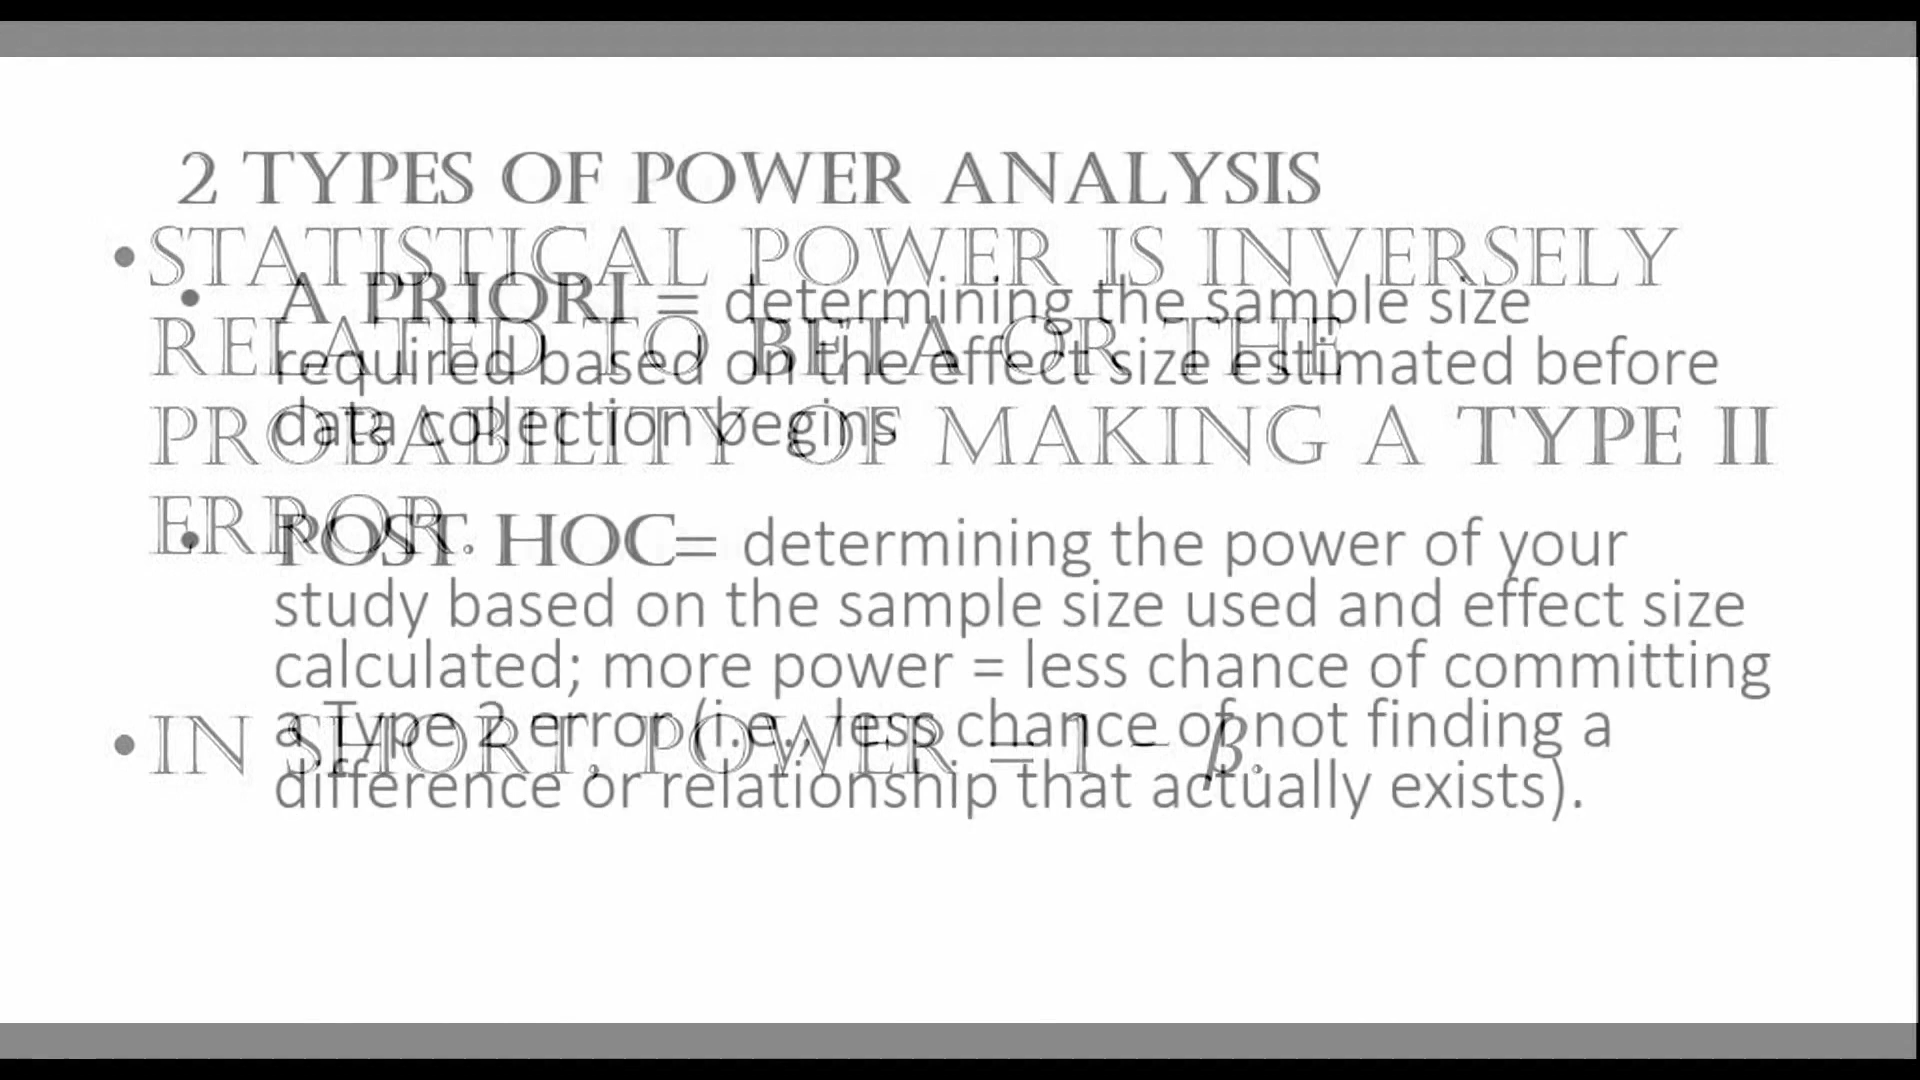 2 TYPES OF POWER ANALYSIS
• STATISTICAL POWER IS INVERSELY
RELATED TO BETA OR THE
PROBABILITY OF MAKING A TYPE II
ERROR.
• IN SHORT, POWER = 1 – β.
• A PRIORI = determining the sample size
required based on the effect size estimated before
data collection begins
• POST HOC= determining the power of your
study based on the sample size used and effect size
calculated; more power = less chance of committing
a Type 2 error (i.e., less chance of not finding a
difference or relationship that actually exists).